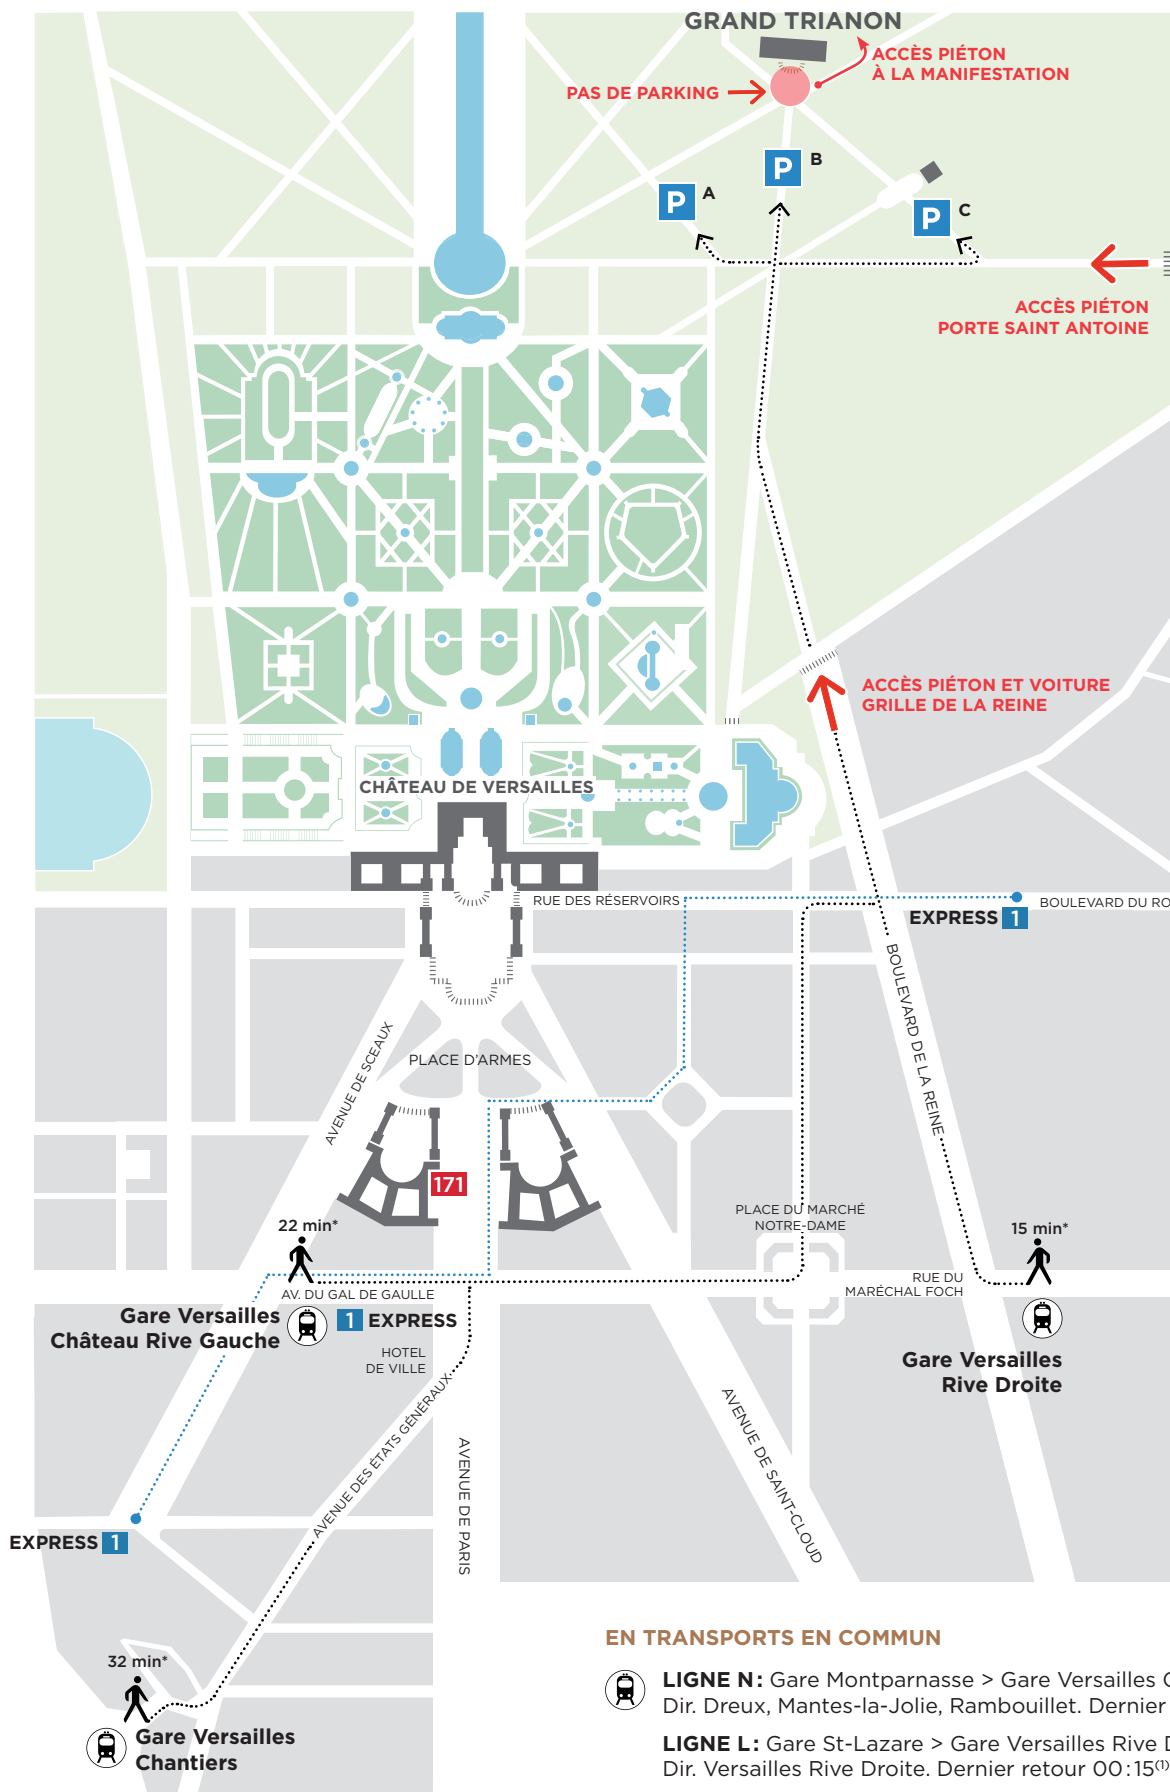 GRAND TRIANON
ACCÈS PIÉTON
À LA MANIFESTATION
PAS DE PARKING
P B
P A
P C
ACCÈS PIÉTON
PORTE SAINT ANTOINE
ACCÈS PIÉTON ET VOITURE
GRILLE DE LA REINE
CHÂTEAU DE VERSAILLES
RUE DES RÉSERVOIRS
BOULEVARD DU RO
EXPRESS 1
BOULEVARD DE LA REINE
AVENUE DE SCEAUX
PLACE D'ARMES
171
PLACE DU MARCHÉ
NOTRE-DAME
22 min*
15 min*
RUE DU
MARÉCHAL FOCH
AV. DU GAL DE GAULLE
Gare Versailles
Château Rive Gauche
1 EXPRESS
HOTEL
DE VILLE
Gare Versailles
Rive Droite
AVENUE DES ÉTATS GÉNÉRAUX
AVENUE DE PARIS
AVENUE DE SAINT-CLOUD
EXPRESS 1
32 min*
Gare Versailles
Chantiers
EN TRANSPORTS EN COMMUN
LIGNE N : Gare Montparnasse > Gare Versailles C
Dir. Dreux, Mantes-la-Jolie, Rambouillet. Dernier
LIGNE L : Gare St-Lazare > Gare Versailles Rive D
Dir. Versailles Rive Droite. Dernier retour 00:15(1)